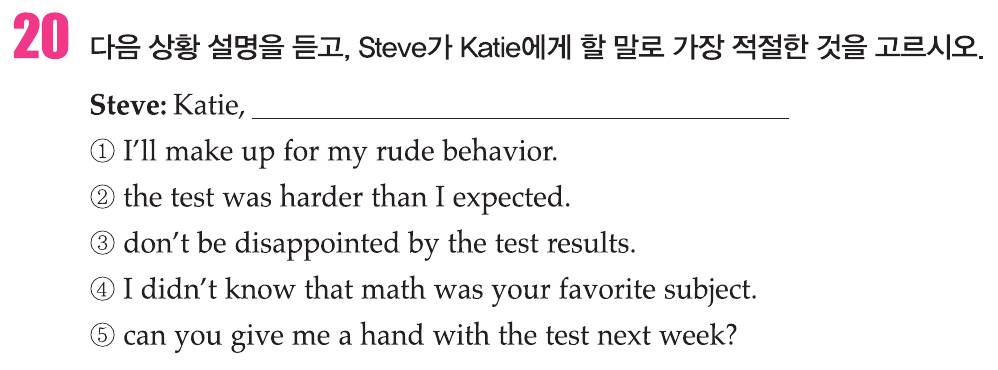 20 다음 상황 설명을 듣고, Steve가 Katie에게 할 말로 가장 적절한 것을 고르시오.
Steve: Katie, ____________________
① I'll make up for my rude behavior.
② the test was harder than I expected.
③ don't be disappointed by the test results.
④ I didn't know that math was your favorite subject.
⑤ can you give me a hand with the test next week?